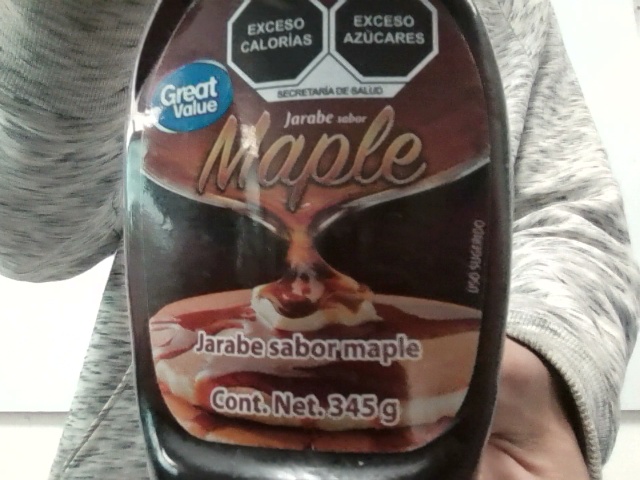 EXCESO
CALORÍAS
EXCESO
AZÚCARES
SECRETARÍA DE SALUD
Great
Value
Jarabe sabor
Maple
USO SUGERIDO
Jarabe sabor maple
Cont. Net. 345 g